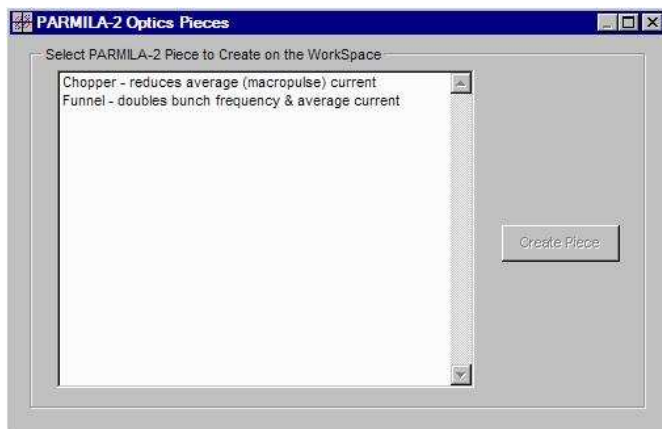 PARMILA-2 Optics Pieces
Select PARMILA-2 Piece to Create on the WorkSpace
Chopper - reduces average (macropulse) current
Funnel - doubles bunch frequency & average current
Create Piece